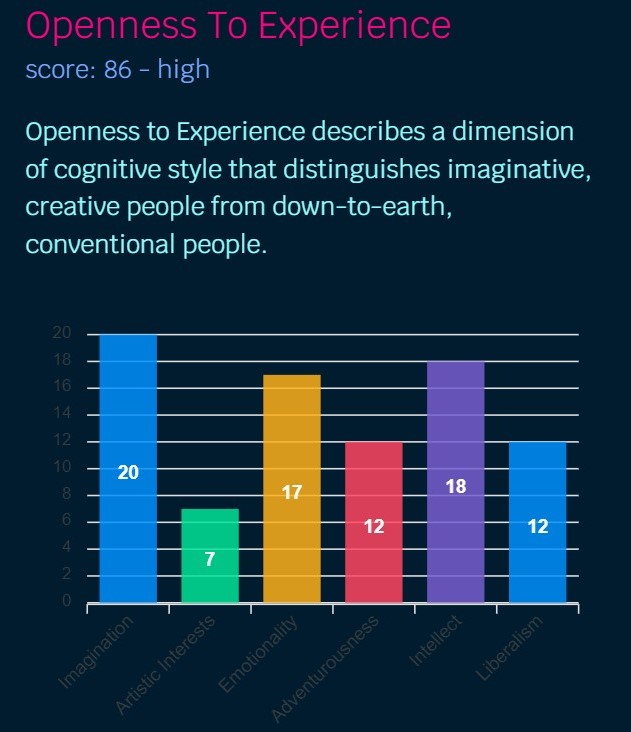 Openness To Experience
score: 86 - high
Openness to Experience describes a dimension
of cognitive style that distinguishes imaginative,
creative people from down-to-earth,
conventional people.
20
18
16
14
12
10
8
6
4
2
0
20
7
17
12
18
12
Imagination
Artistic Interests
Emotionality
Adventurousness
Intellect
Liberalism